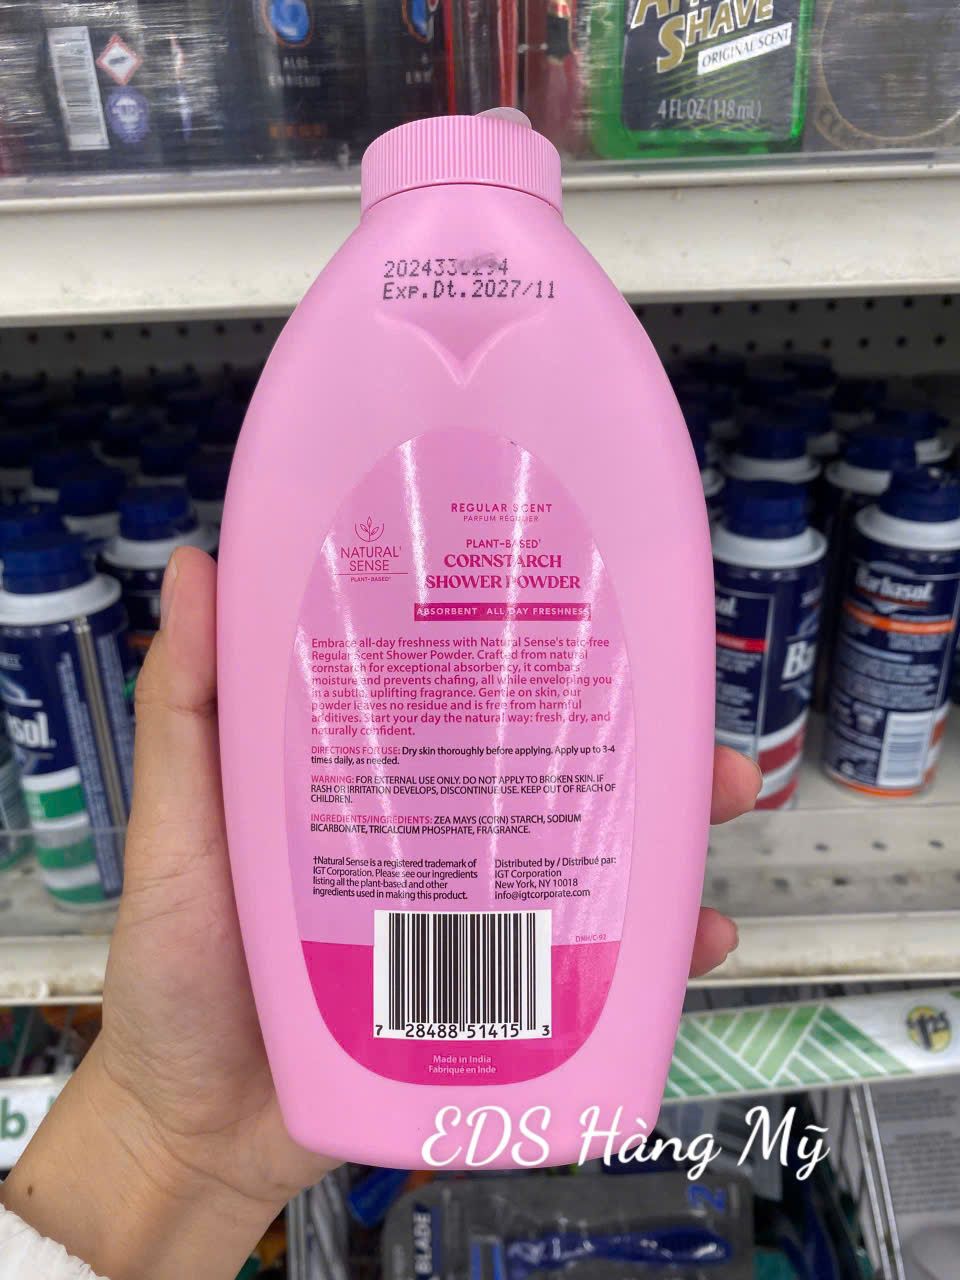 SHAVE
ORIGINAL SCENT
4 FL OZ (118 ml)
Exp.Dt.2027/11
REGULAR SCENT
PARFUM RÉGULIER
NATURAL†
SENSE
PLANT-BASED†
PLANT-BASED†
CORNSTARCH
SHOWER POWDER
ABSORBENT ALL DAY FRESHNESS
Embrace all-day freshness with Natural Sense's talc-free
Regular Scent Shower Powder. Crafted from natural
cornstarch for exceptional absorbency, it combats
moisture and prevents chafing, all while enveloping you
in a subtle, uplifting fragrance. Gentle on skin, our
powder leaves no residue and is free from harmful
additives. Start your day the natural way: fresh, dry, and
naturally confident.
DIRECTIONS FOR USE: Dry skin thoroughly before applying. Apply up to 3-4
times daily, as needed.
WARNING: FOR EXTERNAL USE ONLY. DO NOT APPLY TO BROKEN SKIN. IF
RASH OR IRRITATION DEVELOPS, DISCONTINUE USE. KEEP OUT OF REACH OF
CHILDREN.
INGREDIENTS/INGRÉDIENTS: ZEA MAYS (CORN) STARCH, SODIUM
BICARBONATE, TRICALCIUM PHOSPHATE, FRAGRANCE.
†Natural Sense is a registered trademark of
IGT Corporation. Please see our ingredients
listing all the plant-based and other
ingredients used in making this product.
Distributed by / Distribué par:
IGT Corporation
New York, NY 10018
info@igtcorporate.com
DMH/C-92
7 28488 51415 3
Made in India
Fabriqué en Inde
Barbasol
EDS Hàng Mỹ
BLADE